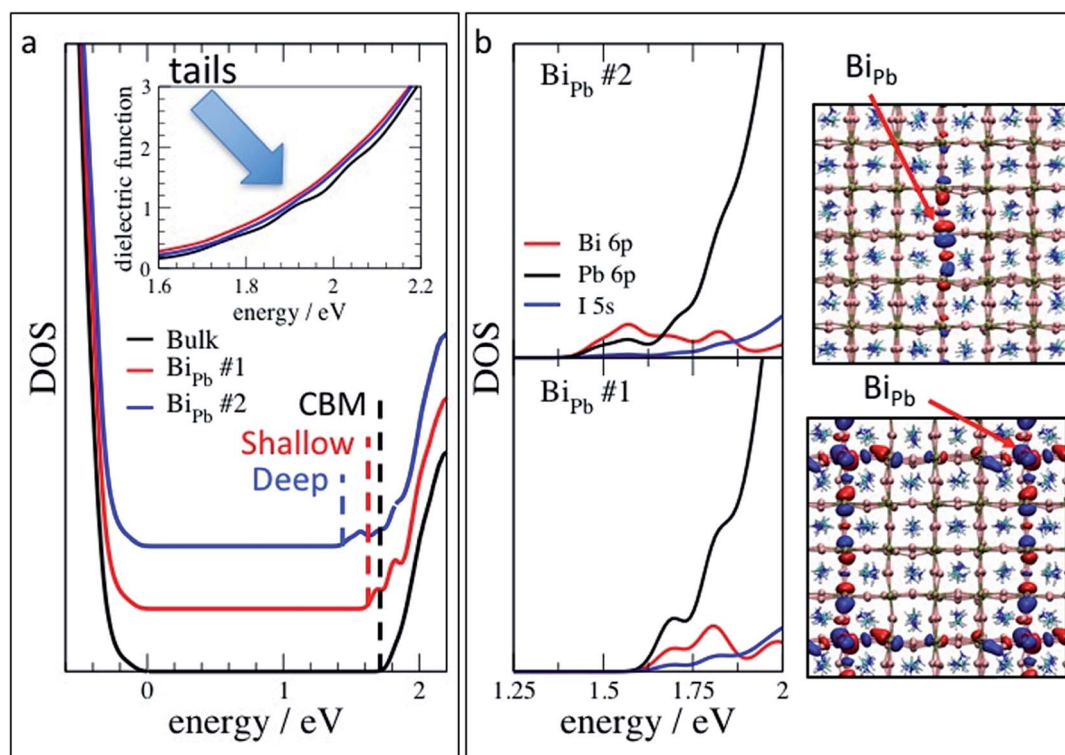 a
tails
3
2
1
0
dielectric function
1.6
1.8
2.0
2.2
energy / eV
Bulk
Bi_Pb #1
Bi_Pb #2
CBM
Shallow
Deep
DOS
0
1
2
energy / eV
b
Bi_Pb #2
Bi 6p
Pb 6p
I 5s
DOS
Bi_Pb #1
DOS
1.25
1.5
1.75
2
energy / eV
Bi_Pb
Bi_Pb